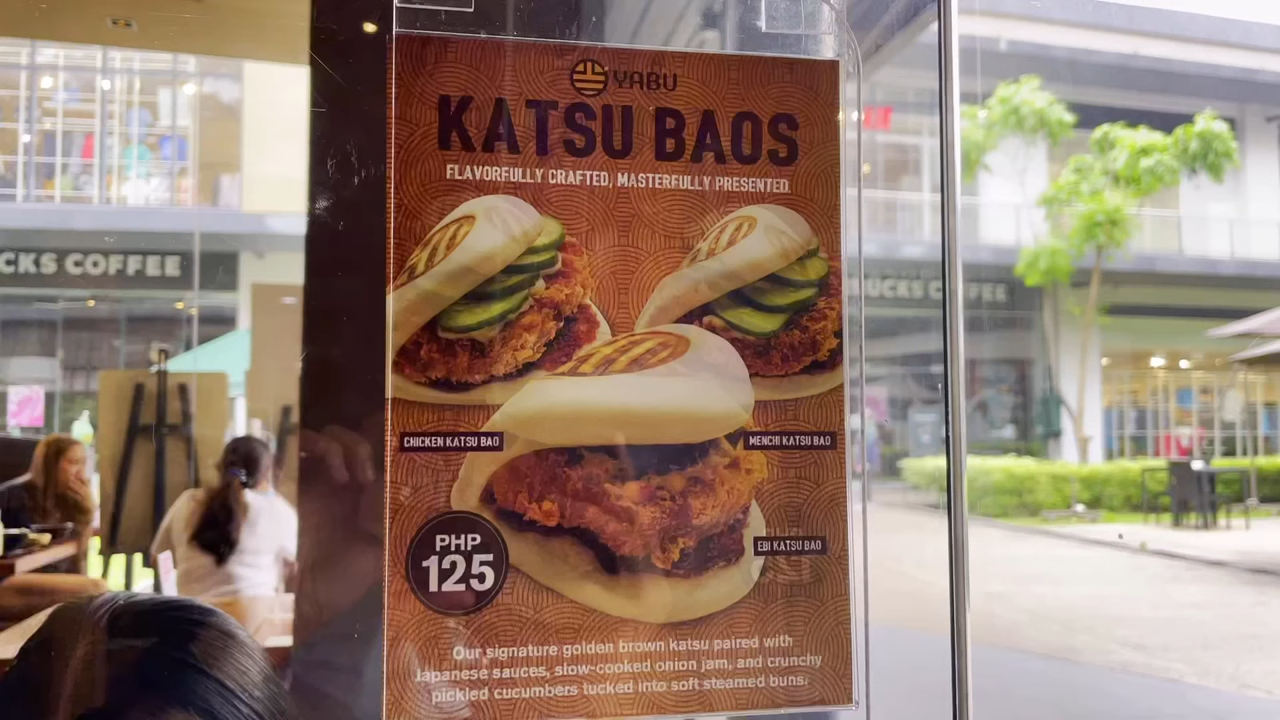 YABU
KATSU BAOS
FLAVORFULLY CRAFTED, MASTERFULLY PRESENTED.
CKS COFFEE
UCKS COFFEE
CHICKEN KATSU BAO
MENCHI KATSU BAO
EBI KATSU BAO
PHP
125
Our signature golden brown katsu paired with
Japanese sauces, slow-cooked onion jam, and crunchy
pickled cucumbers tucked into soft steamed buns.